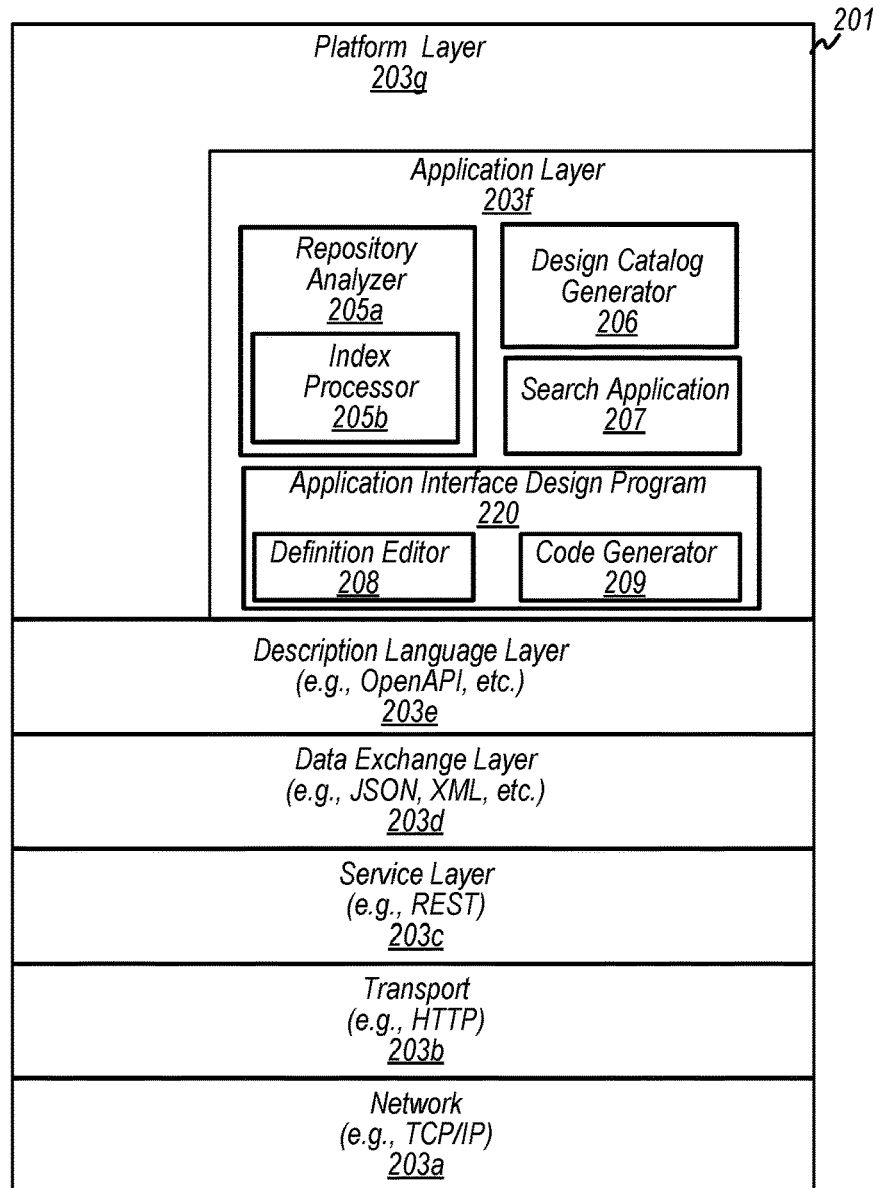 201
Platform Layer
203g
Application Layer
203f
Repository
Analyzer
205a
Index
Processor
205b
Design Catalog
Generator
206
Search Application
207
Application Interface Design Program
220
Definition Editor
208
Code Generator
209
Description Language Layer
(e.g., OpenAPI, etc.)
203e
Data Exchange Layer
(e.g., JSON, XML, etc.)
203d
Service Layer
(e.g., REST)
203c
Transport
(e.g., HTTP)
203b
Network
(e.g., TCP/IP)
203a